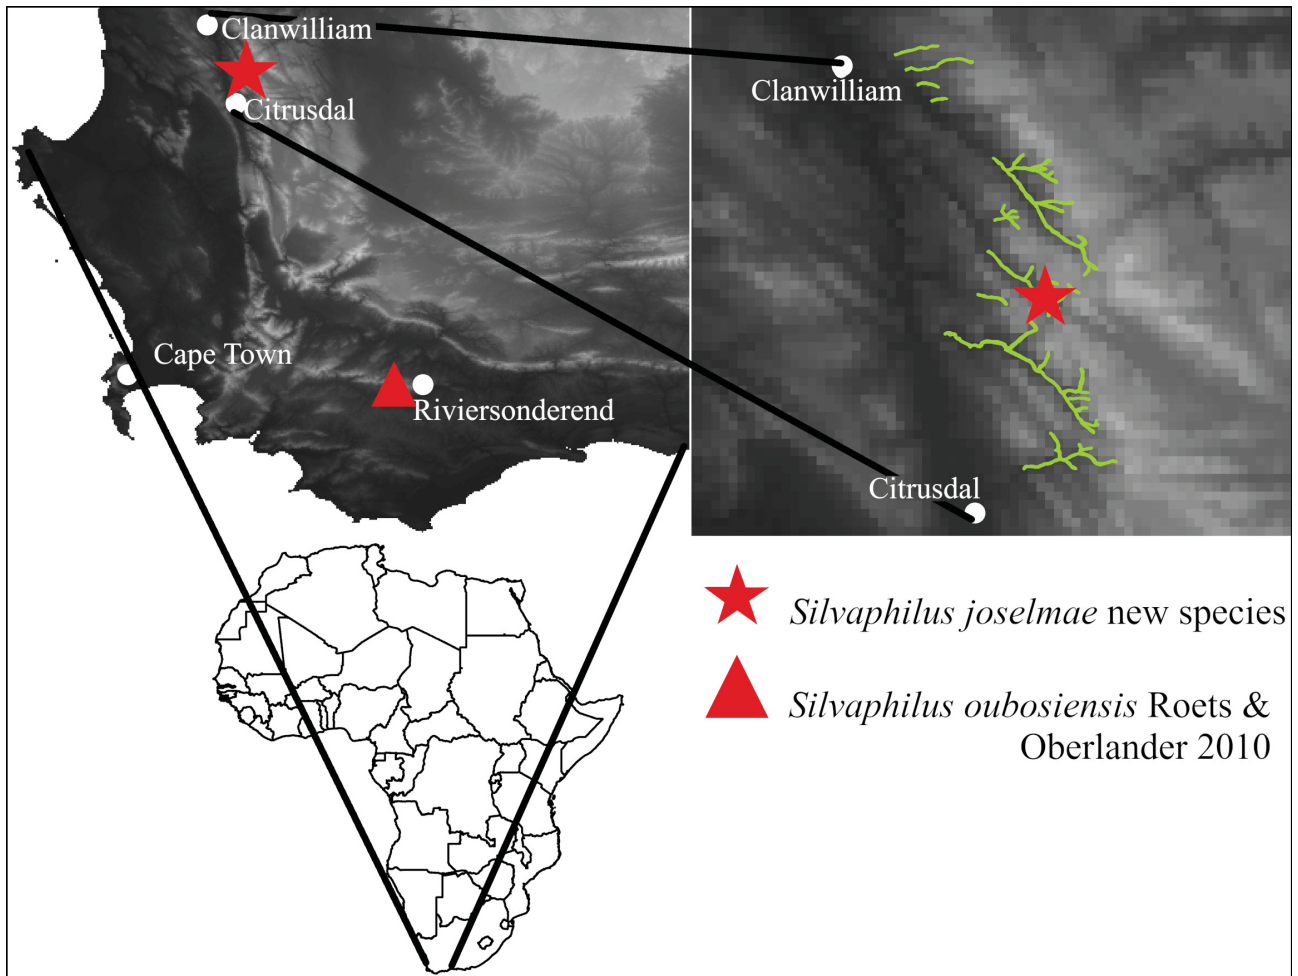 Clanwilliam
Citrusdal
Cape Town
Riviersonderend
Clanwilliam
Citrusdal
Silvaphilus joselmae new species
Silvaphilus oubosiensis Roets &
Oberlander 2010